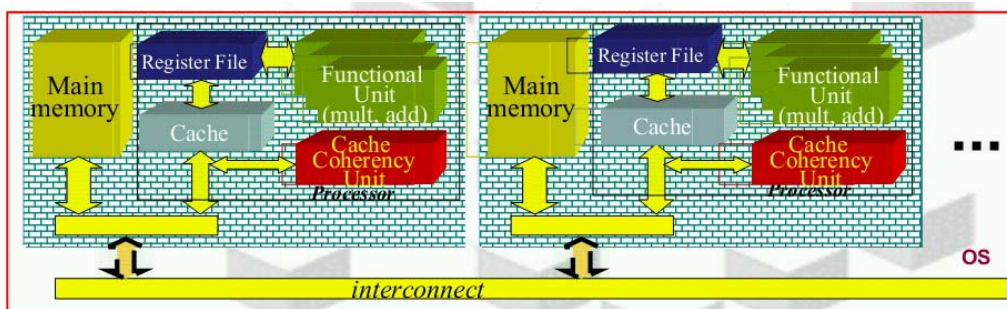 Main
memory
Register File
Functional
Unit
(mult, add)
Cache
Cache
Coherency
Unit
Processor
Main
memory
Register File
Functional
Unit
(mult, add)
Cache
Cache
Coherency
Unit
Processor
...
OS
interconnect